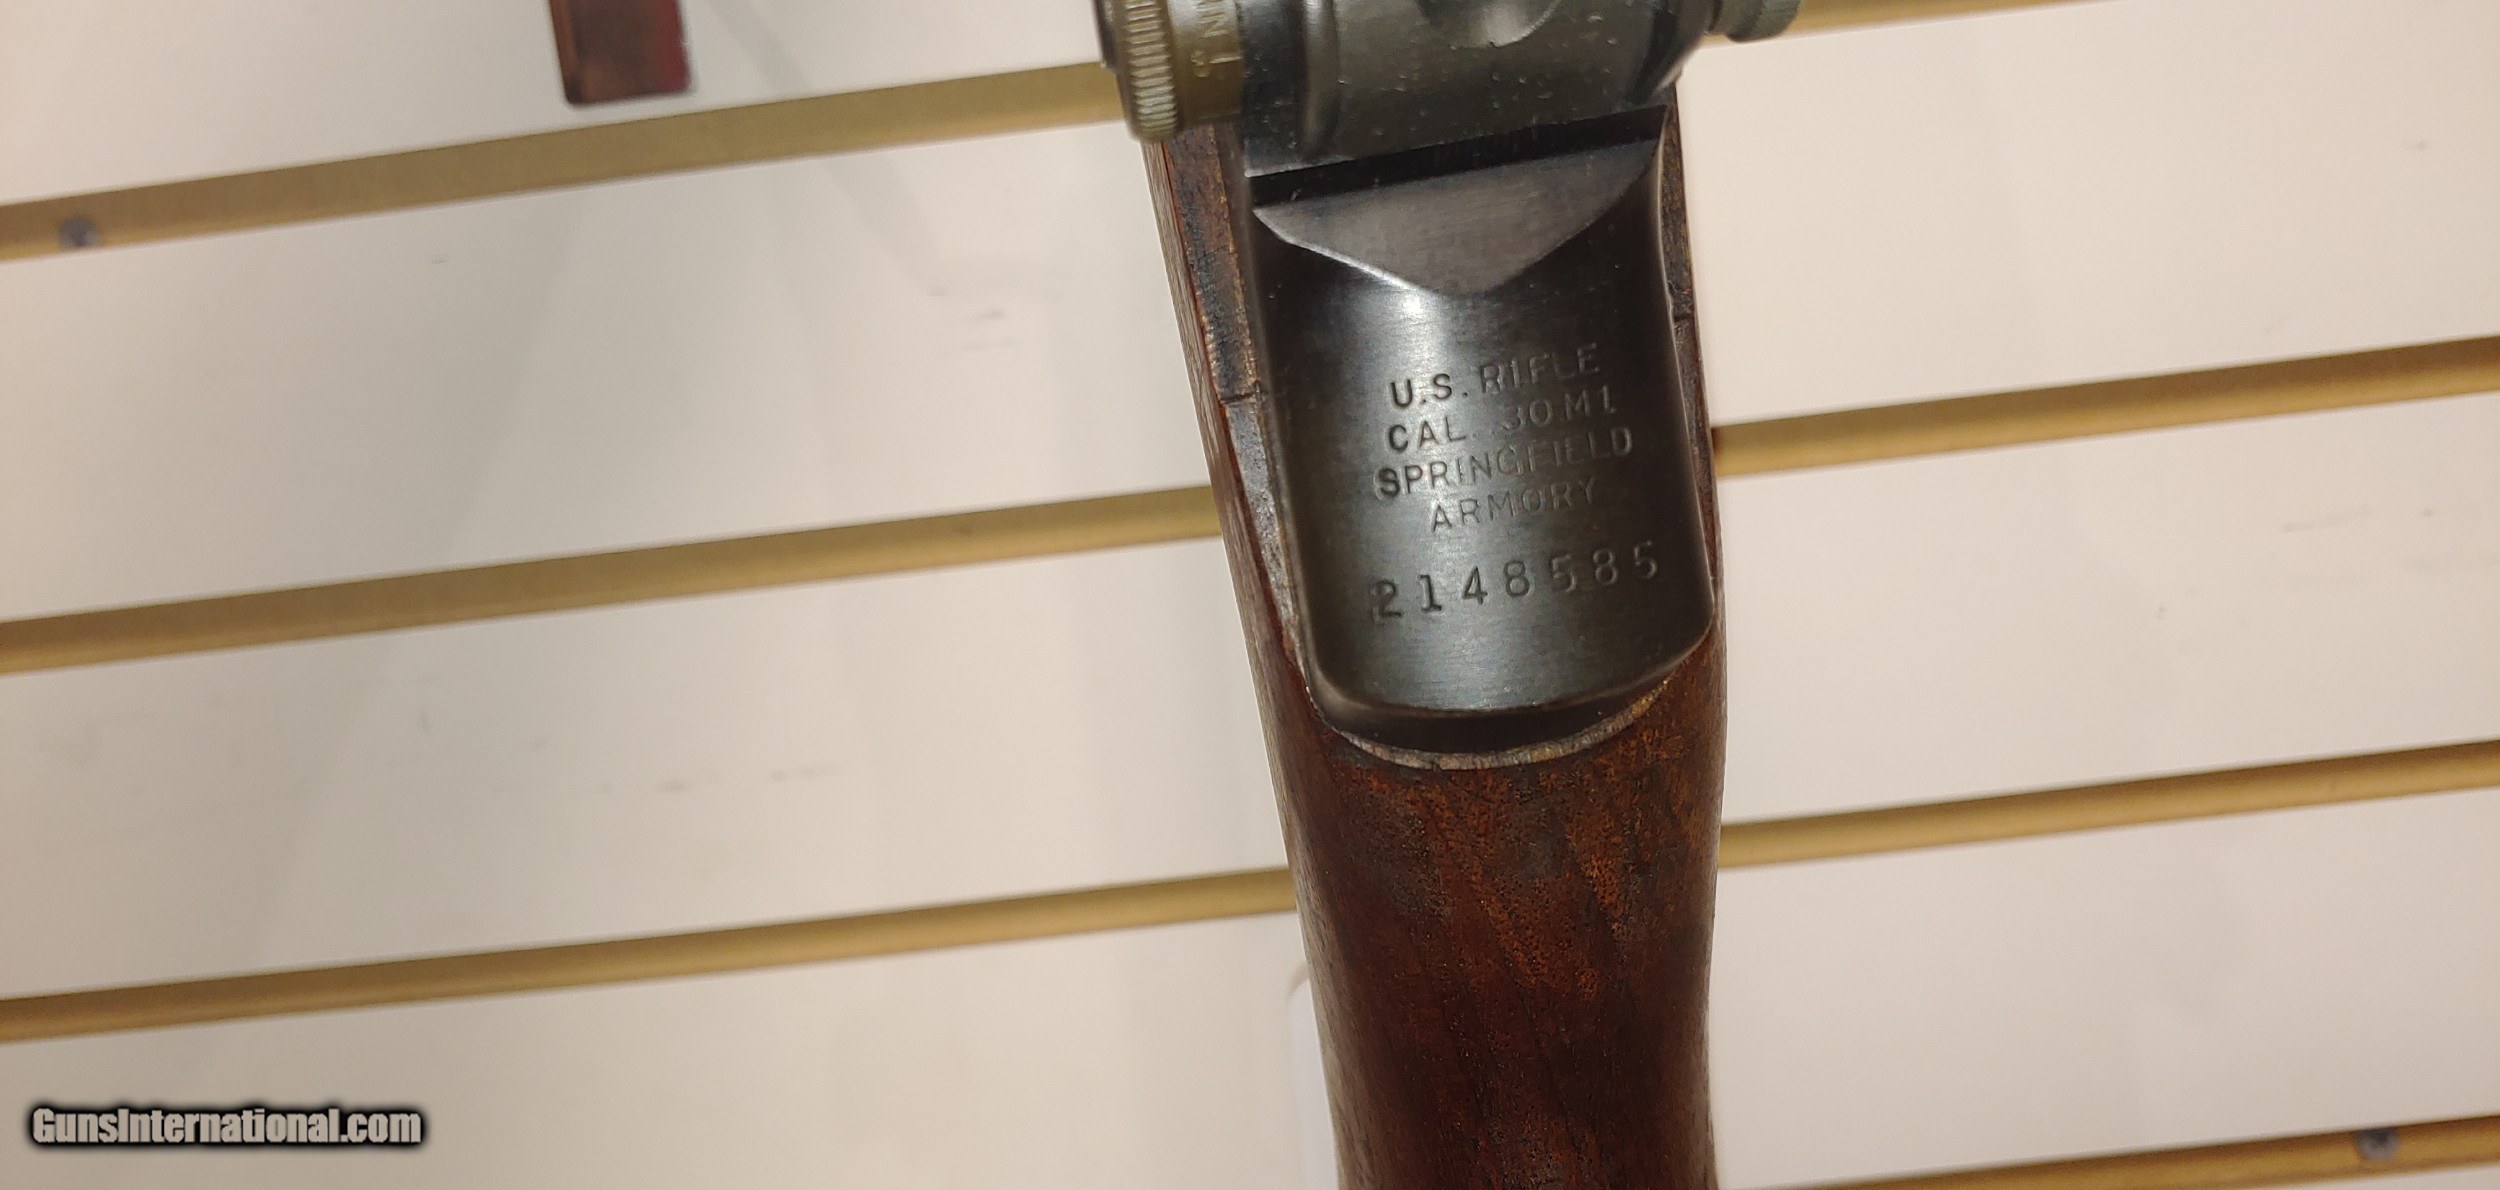 U.S. RIFLE
CAL. .30 M1
SPRINGFIELD
ARMORY
2148585
GunsInternational.com